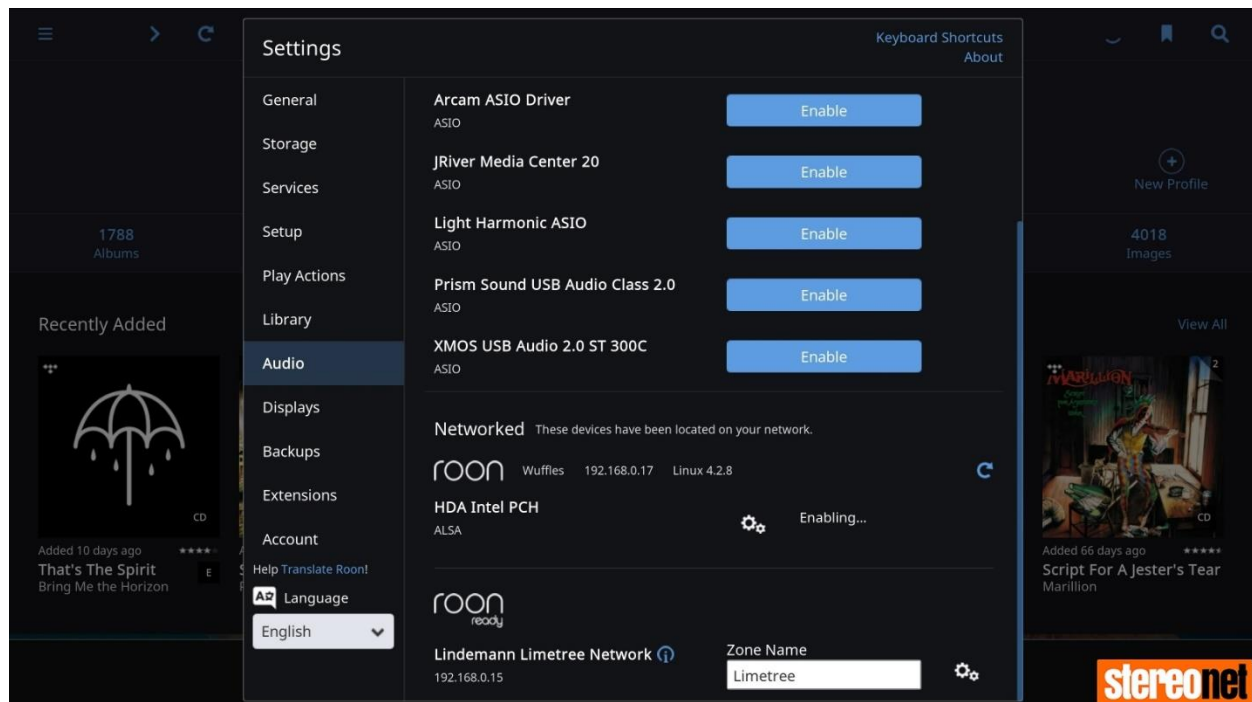 Settings
Keyboard Shortcuts
About
General
Storage
Services
Setup
Play Actions
Library
Audio
Displays
Backups
Extensions
Account
Help Translate Roon!
Language
English
Arcam ASIO Driver
ASIO
Enable
JRiver Media Center 20
ASIO
Enable
Light Harmonic ASIO
ASIO
Enable
Prism Sound USB Audio Class 2.0
ASIO
Enable
XMOS USB Audio 2.0 ST 300C
ASIO
Enable
Networked These devices have been located on your network.
roon Wuffles 192.168.0.17 Linux 4.2.8
HDA Intel PCH
ALSA
Enabling...
roon
ready
Lindemann Limetree Network
192.168.0.15
Zone Name
Limetree
1788
Albums
Recently Added
CD
Added 10 days ago
That's The Spirit
E
Bring Me the Horizon
New Profile
4018
Images
View All
2
MARILLION
CD
Added 66 days ago
Script For A Jester's Tear
Marillion
stereonet